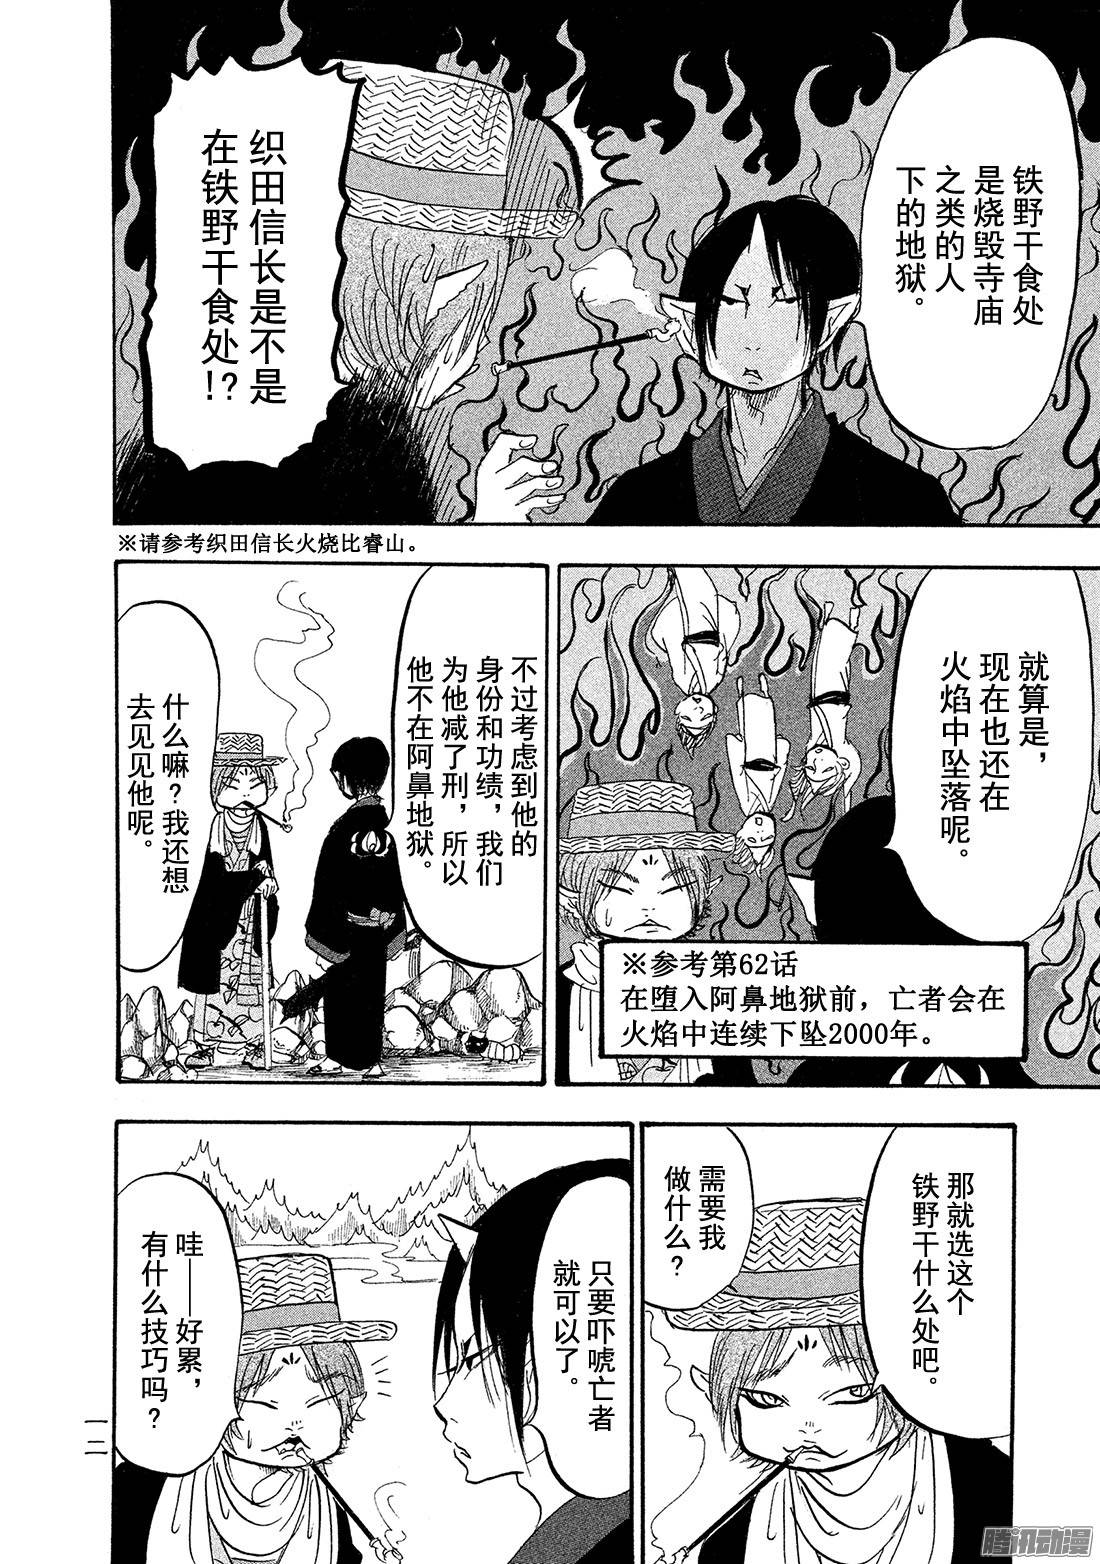 铁野干食处
是烧毁寺庙
之类的人
下的地狱。
织田信长是不是
在铁野干食处!?
※请参考织田信长火烧比睿山。
就算是，
现在也还在
火焰中坠落呢。
※参考第62话
在堕入阿鼻地狱前，亡者会在
火焰中连续下坠2000年。
不过考虑到他的
身份和功绩，我们
为他减了刑，所以
他不在阿鼻地狱。
什么嘛？我还想
去见见他呢。
那就选这个
铁野干什么处吧。
需要我
做什么？
只要吓唬亡者
就可以了。
哇——好累，
有什么技巧吗？
一二
腾讯动漫